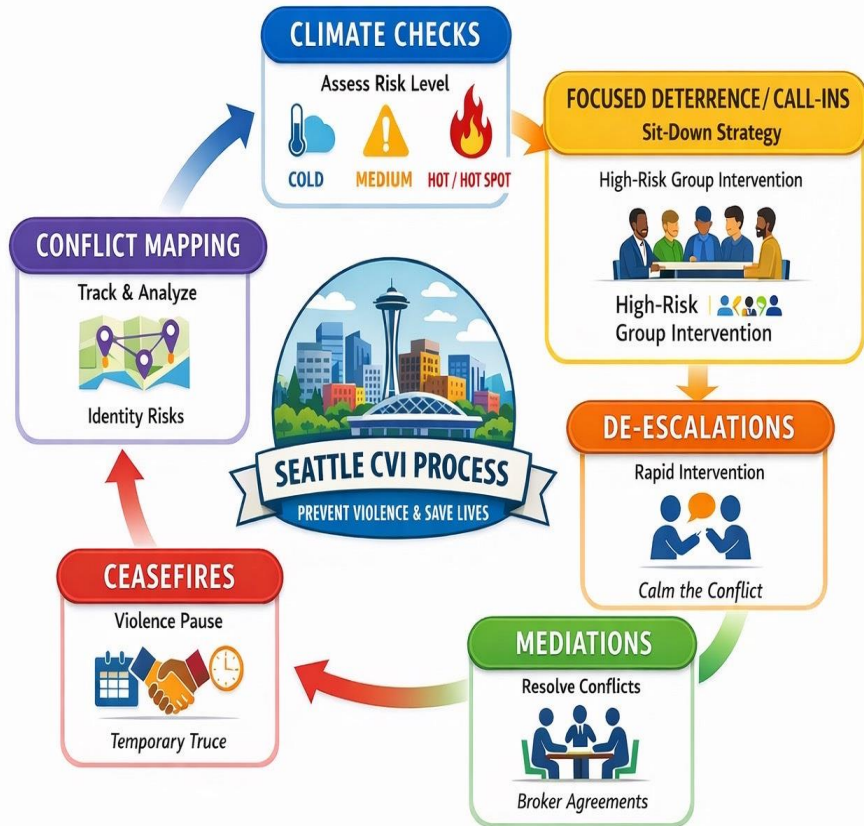 CLIMATE CHECKS
Assess Risk Level
COLD
MEDIUM
HOT / HOT SPOT
FOCUSED DETERRENCE / CALL-INS
Sit-Down Strategy
High-Risk Group Intervention
High-Risk
Group Intervention
DE-ESCALATIONS
Rapid Intervention
Calm the Conflict
MEDIATIONS
Resolve Conflicts
Broker Agreements
CEASEFIRES
Violence Pause
Temporary Truce
CONFLICT MAPPING
Track & Analyze
Identity Risks
SEATTLE CVI PROCESS
PREVENT VIOLENCE & SAVE LIVES